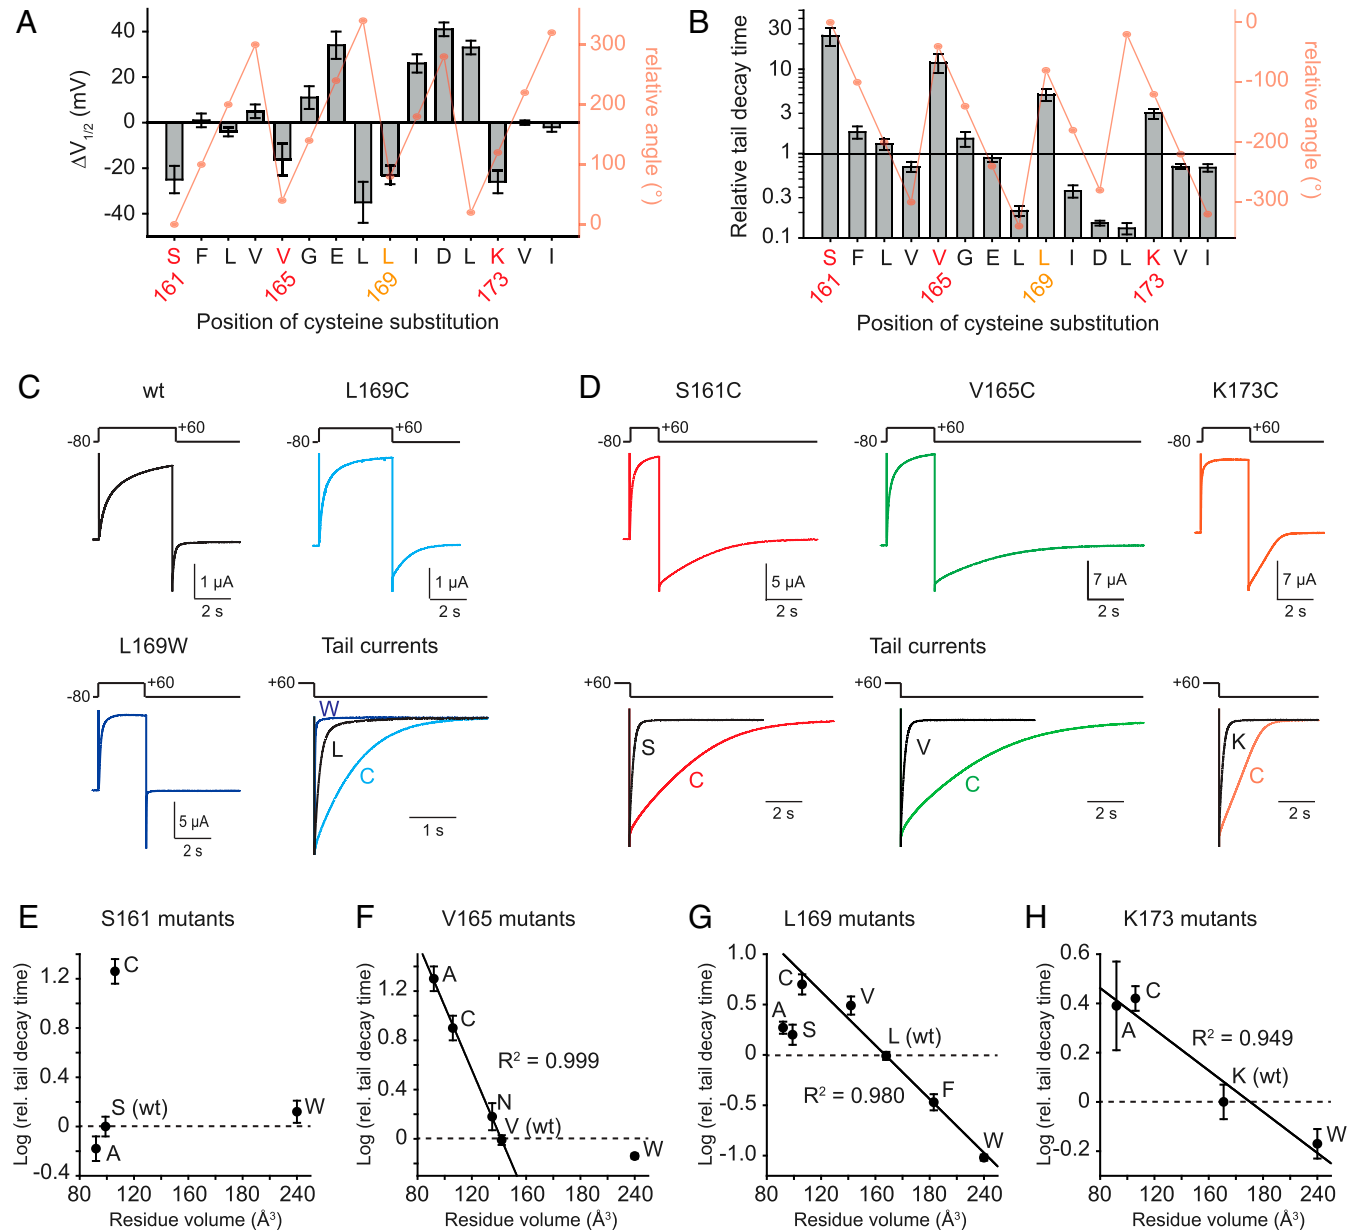 A
ΔV1/2 (mV)
40
20
0
-20
-40
300
200
100
0
relative angle (°)
S F L V V G E L L I D L K V I
161 165 169 173
Position of cysteine substitution
B
Relative tail decay time
30
10
3
1
0.3
0.1
0
-100
-200
-300
relative angle (°)
S F L V V G E L L I D L K V I
161 165 169 173
Position of cysteine substitution
C
wt
-80
+60
1 µA
2 s
L169C
-80
+60
1 µA
2 s
L169W
-80
+60
5 µA
2 s
Tail currents
+60
W
L
C
1 s
D
S161C
-80
+60
5 µA
2 s
V165C
-80
+60
7 µA
2 s
K173C
-80
+60
7 µA
2 s
Tail currents
+60
S
C
2 s
+60
V
C
2 s
+60
K
C
2 s
E
S161 mutants
Log (rel. tail decay time)
1.2
0.8
0.4
0
-0.4
C
S (wt)
A
W
80 120 160 200 240
Residue volume (Å³)
F
V165 mutants
Log (rel. tail decay time)
1.2
0.8
0.4
0
A
C
R² = 0.999
N
V (wt)
W
80 120 160 200 240
Residue volume (Å³)
G
L169 mutants
Log (rel. tail decay time)
1.0
0.5
0
-0.5
-1.0
C
V
A
S
L (wt)
R² = 0.980
F
W
80 120 160 200 240
Residue volume (Å³)
H
K173 mutants
Log (rel. tail decay time)
0.6
0.4
0.2
0
-0.2
C
A
R² = 0.949
K (wt)
W
80 120 160 200 240
Residue volume (Å³)